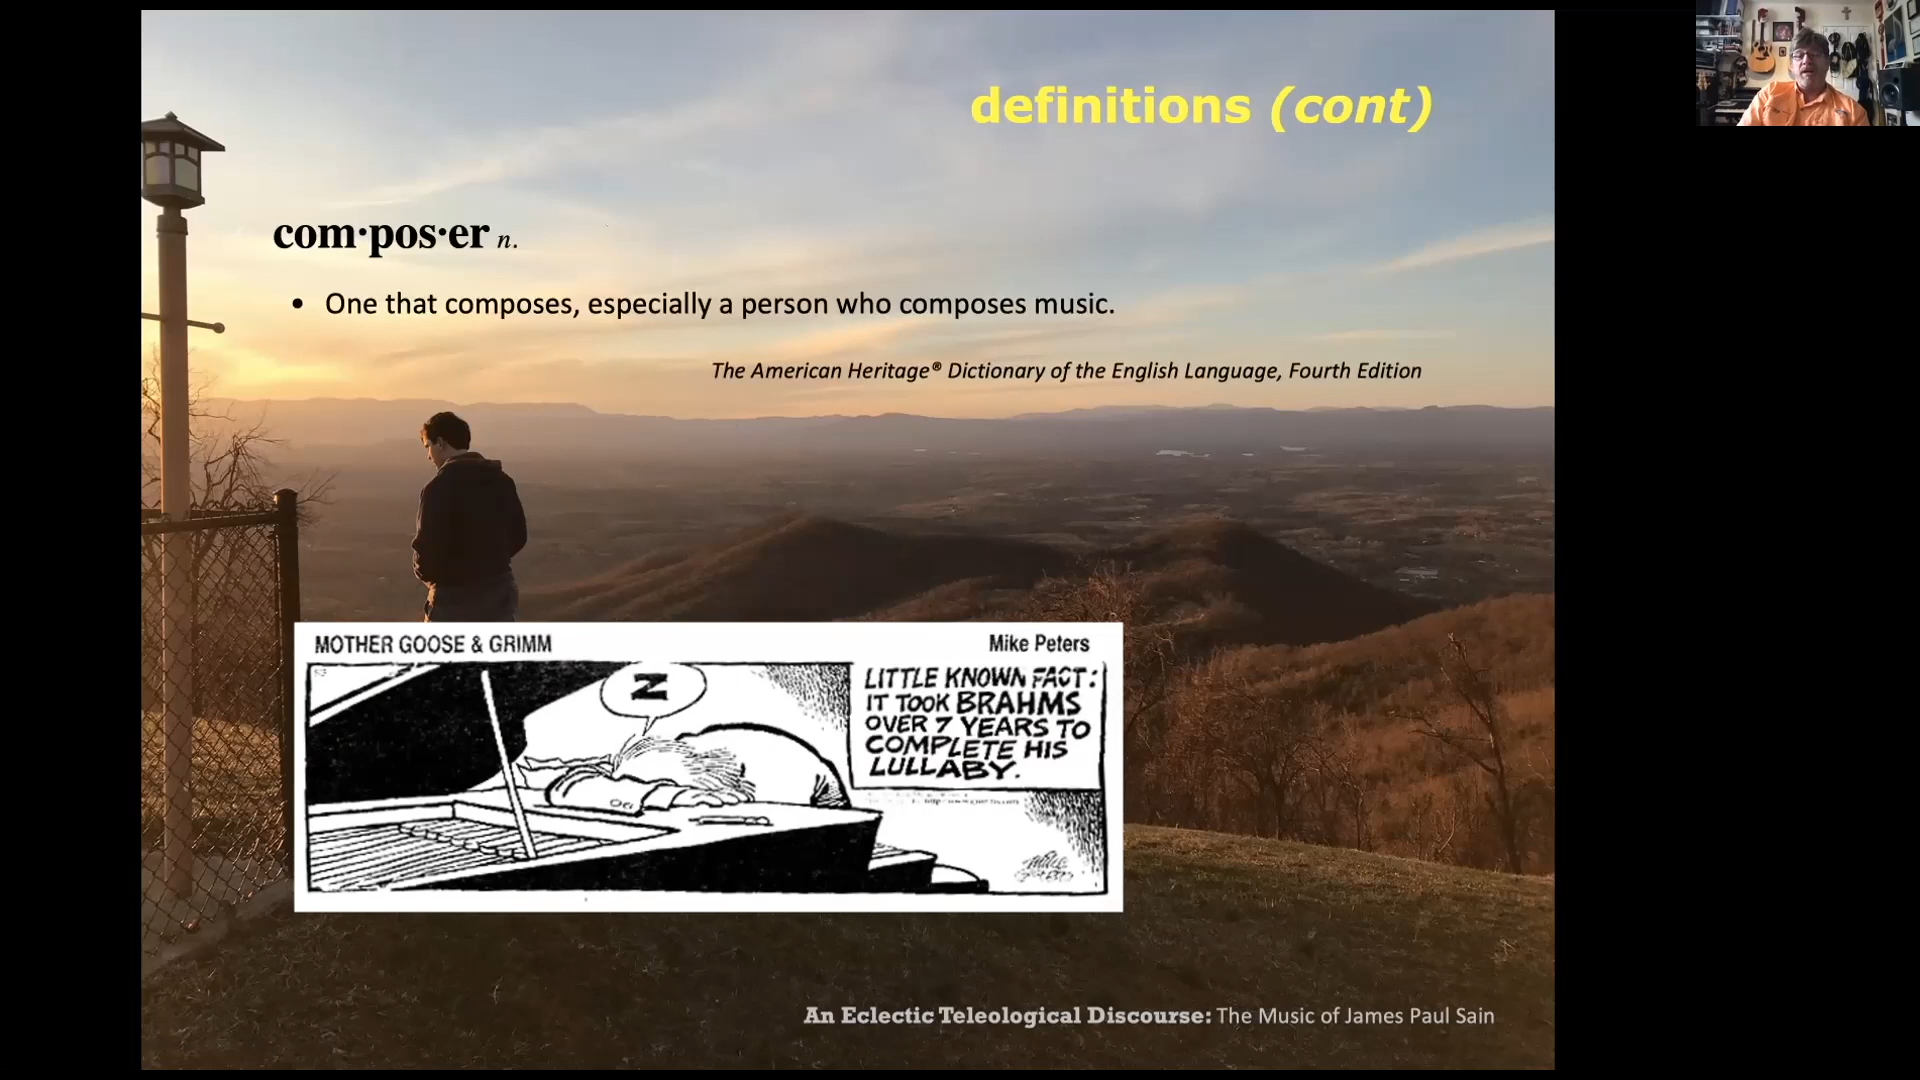 definitions (cont)
com·pos·er n.
• One that composes, especially a person who composes music.
The American Heritage® Dictionary of the English Language, Fourth Edition
MOTHER GOOSE & GRIMM
Mike Peters
Z
LITTLE KNOWN FACT:
IT TOOK BRAHMS
OVER 7 YEARS TO
COMPLETE HIS
LULLABY.
An Eclectic Teleological Discourse: The Music of James Paul Sain